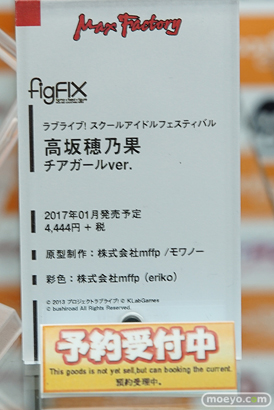 Max Factory
figFIX
ラブライブ! スクールアイドルフェスティバル
高坂穂乃果
チアガールver.
2017年01月発売予定
4,444円 + 税
原型制作：株式会社mffp /モワノー
彩色：株式会社mffp（eriko）
© 2013 プロジェクトラブライブ! © KLabGames
© bushiroad All Rights Reserved.
予約受付中
This goods is not yet sell,but can booking the current.
預約受理中。
moeyo.com